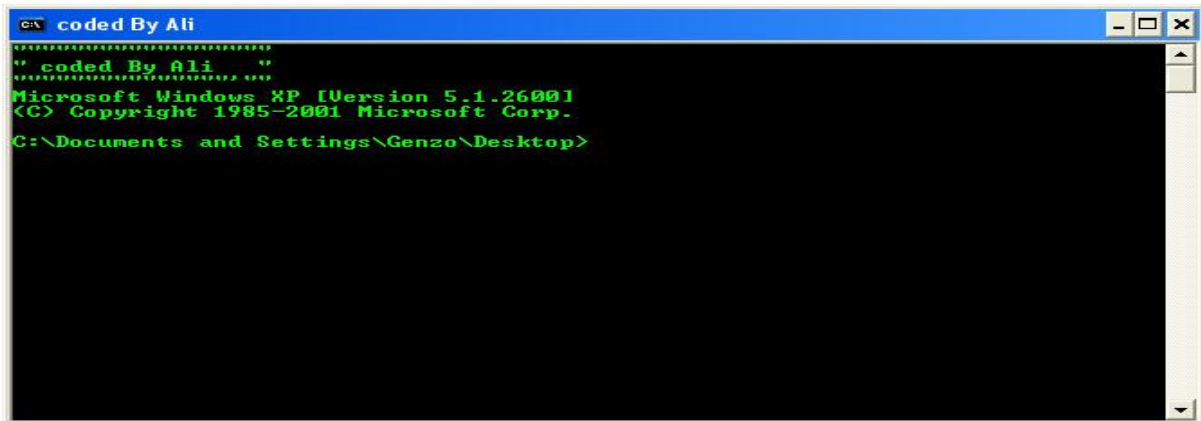 coded By Ali
""""""""""""""""""""""""""""""
" coded By Ali   "
Microsoft Windows XP [Version 5.1.2600]
(C) Copyright 1985-2001 Microsoft Corp.
C:\Documents and Settings\Genzo\Desktop>